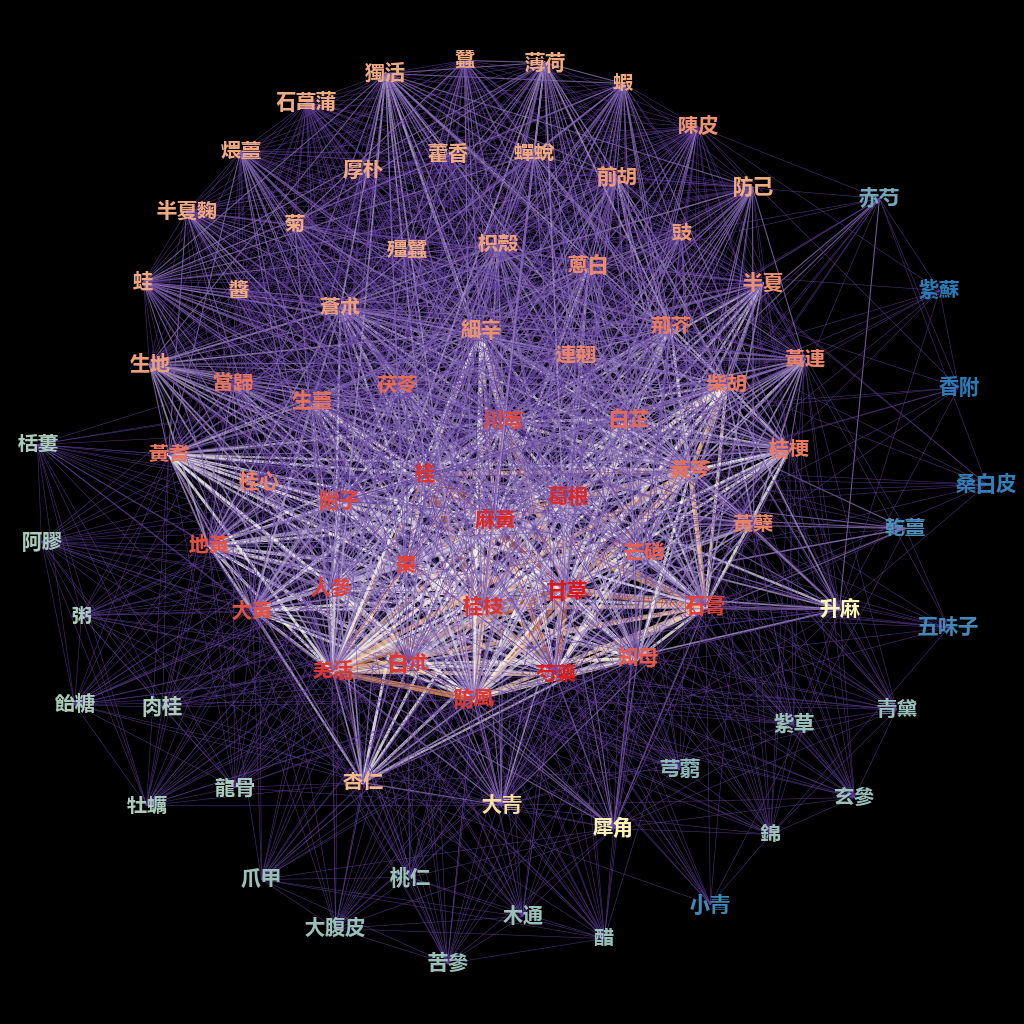 蠶
薄荷
獨活
蝦
石菖蒲
陳皮
煨薑
藿香
蟬蛻
厚朴
前胡
防己
赤芍
半夏麴
菊
豉
殭蠶
枳殼
蔥白
蛙
半夏
醬
紫蘇
蒼朮
荊芥
細辛
連翹
黃連
生地
當歸
茯苓
柴胡
香附
生薑
川芎
白芷
栝蔞
桔梗
黃耆
桂
黃芩
桂心
桑白皮
葛根
附子
麻黃
黃蘗
乾薑
阿膠
地黃
芒硝
棗
人參
甘草
大黃
桂枝
石膏
升麻
粥
五味子
知母
白朮
羌活
芍藥
防風
飴糖
肉桂
青黛
紫草
芎藭
杏仁
龍骨
玄參
牡蠣
大青
犀角
錦
爪甲
桃仁
小青
木通
大腹皮
醋
苦參